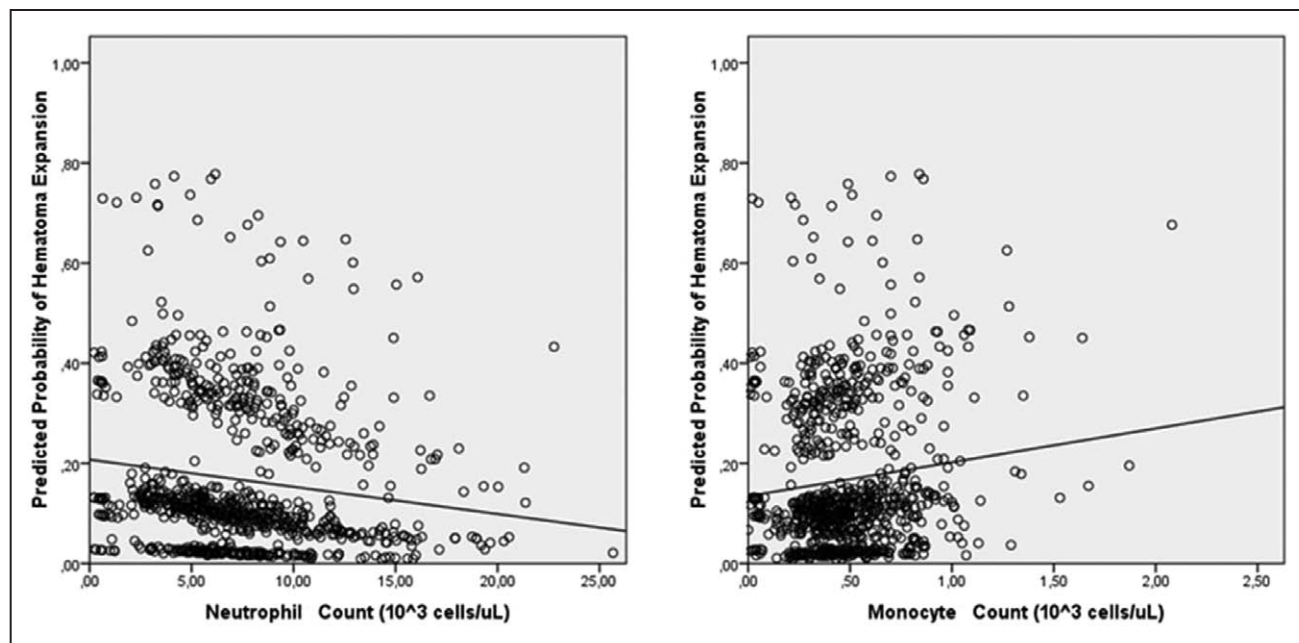 Predicted Probability of Hematoma Expansion
1,00
,80
,60
,40
,20
,00
,00 5,00 10,00 15,00 20,00 25,00
Neutrophil Count (10^3 cells/uL)
Predicted Probability of Hematoma Expansion
1,00
,80
,60
,40
,20
,00
,00 ,50 1,00 1,50 2,00 2,50
Monocyte Count (10^3 cells/uL)